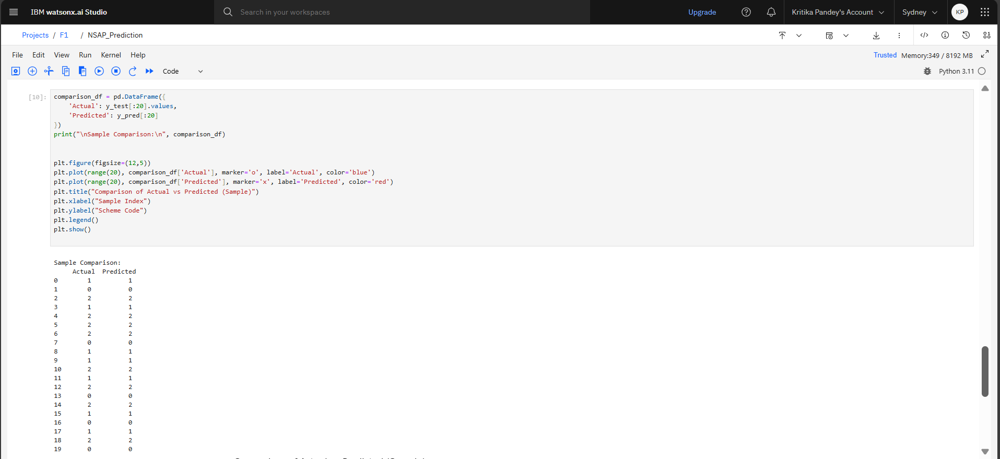 IBM watsonx.ai Studio
Search in your workspaces
Upgrade
Kritika Pandey's Account
Sydney
KP
Projects / F1 / NSAP_Prediction
File Edit View Run Kernel Help
Trusted Memory:349 / 8192 MB
Code
Python 3.11
[10]:
comparison_df = pd.DataFrame({
    'Actual': y_test[:20].values,
    'Predicted': y_pred[:20]
})
print("\nSample Comparison:\n", comparison_df)
plt.figure(figsize=(12,5))
plt.plot(range(20), comparison_df['Actual'], marker='o', label='Actual', color='blue')
plt.plot(range(20), comparison_df['Predicted'], marker='x', label='Predicted', color='red')
plt.title("Comparison of Actual vs Predicted (Sample)")
plt.xlabel("Sample Index")
plt.ylabel("Scheme Code")
plt.legend()
plt.show()
Sample Comparison:
Actual Predicted
0 1 1
1 0 0
2 2 2
3 1 1
4 2 2
5 2 2
6 2 2
7 0 0
8 1 1
9 1 1
10 2 2
11 1 1
12 2 2
13 0 0
14 2 2
15 1 1
16 0 0
17 1 1
18 2 2
19 0 0